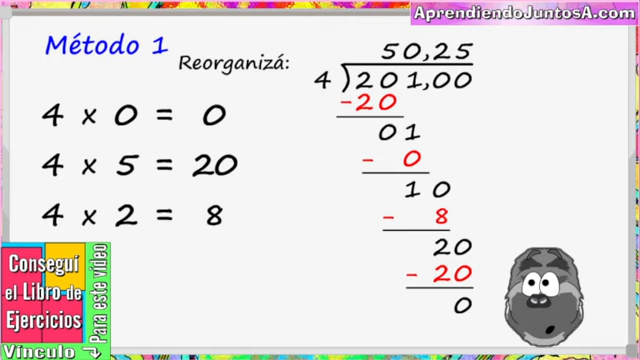 AprendiendoJuntosA.com
Método 1
Reorganizá:
4 x 0 = 0
4 x 5 = 20
4 x 2 = 8
50,25
4 ) 201,00
-20
01
- 0
10
- 8
20
- 20
0
Conseguí
el Libro de
Ejercicios
Vínculo
Para este video